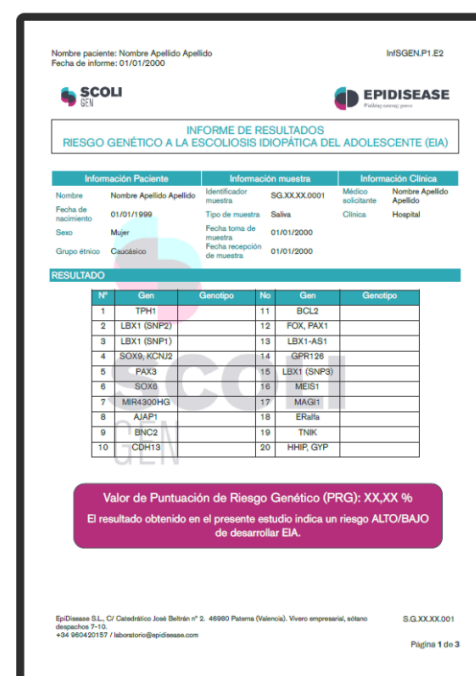 Nombre paciente: Nombre Apellido Apellido InfSGEN.P1.E2
Fecha de informe: 01/01/2000
SCOLI
GEN
EPIDISEASE
INFORME DE RESULTADOS
RIESGO GENÉTICO A LA ESCOLIOSIS IDIOPÁTICA DEL ADOLESCENTE (EIA)
Información Paciente Información muestra Información Clínica
Nombre Nombre Apellido Apellido Identificador muestra SG.XX.XX.0001 Médico solicitante Nombre Apellido Apellido
Fecha de nacimiento 01/01/1999 Tipo de muestra Saliva Clínica Hospital
Sexo Mujer Fecha toma de muestra 01/01/2000
Grupo étnico Caucásico Fecha recepción de muestra 01/01/2000
RESULTADO
Nº Gen Genotipo No Gen Genotipo
1 TPH1 11 BCL2
2 LBX1 (SNP2) 12 FOX, PAX1
3 LBX1 (SNP1) 13 LBX1-AS1
4 SOX9, KCNJ2 14 GPR126
5 PAX3 15 LBX1 (SNP3)
6 SOX6 16 MEIS1
7 MIR4300HG 17 MAGI1
8 AJAP1 18 ERalfa
9 BNC2 19 TNIK
10 CDH13 20 HHIP, GYP
SCOLI
GEN
Valor de Puntuación de Riesgo Genético (PRG): XX,XX %
El resultado obtenido en el presente estudio indica un riesgo ALTO/BAJO
de desarrollar EIA.
EpiDisease S.L., C/ Catedrático José Beltrán nº 2. 46980 Paterna (Valencia). Vivero empresarial, sótano S.G.XX.XX.001
despachos 7-10.
+34 960420157 / laboratorio@epidisease.com
Página 1 de 3